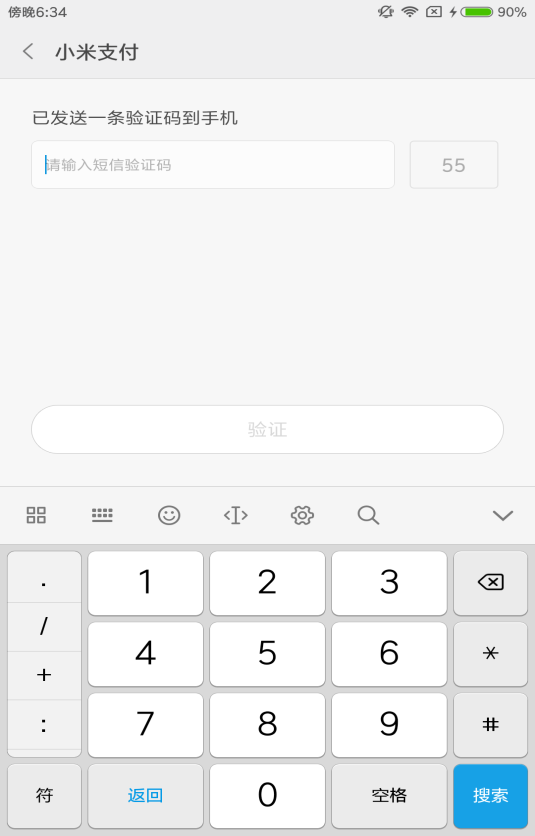 傍晚6:34 90%
小米支付
已发送一条验证码到手机
请输入短信验证码 55
验证
. 1 2 3
/ 4 5 6 *
+ 7 8 9 #
:
符 返回 0 空格 搜索